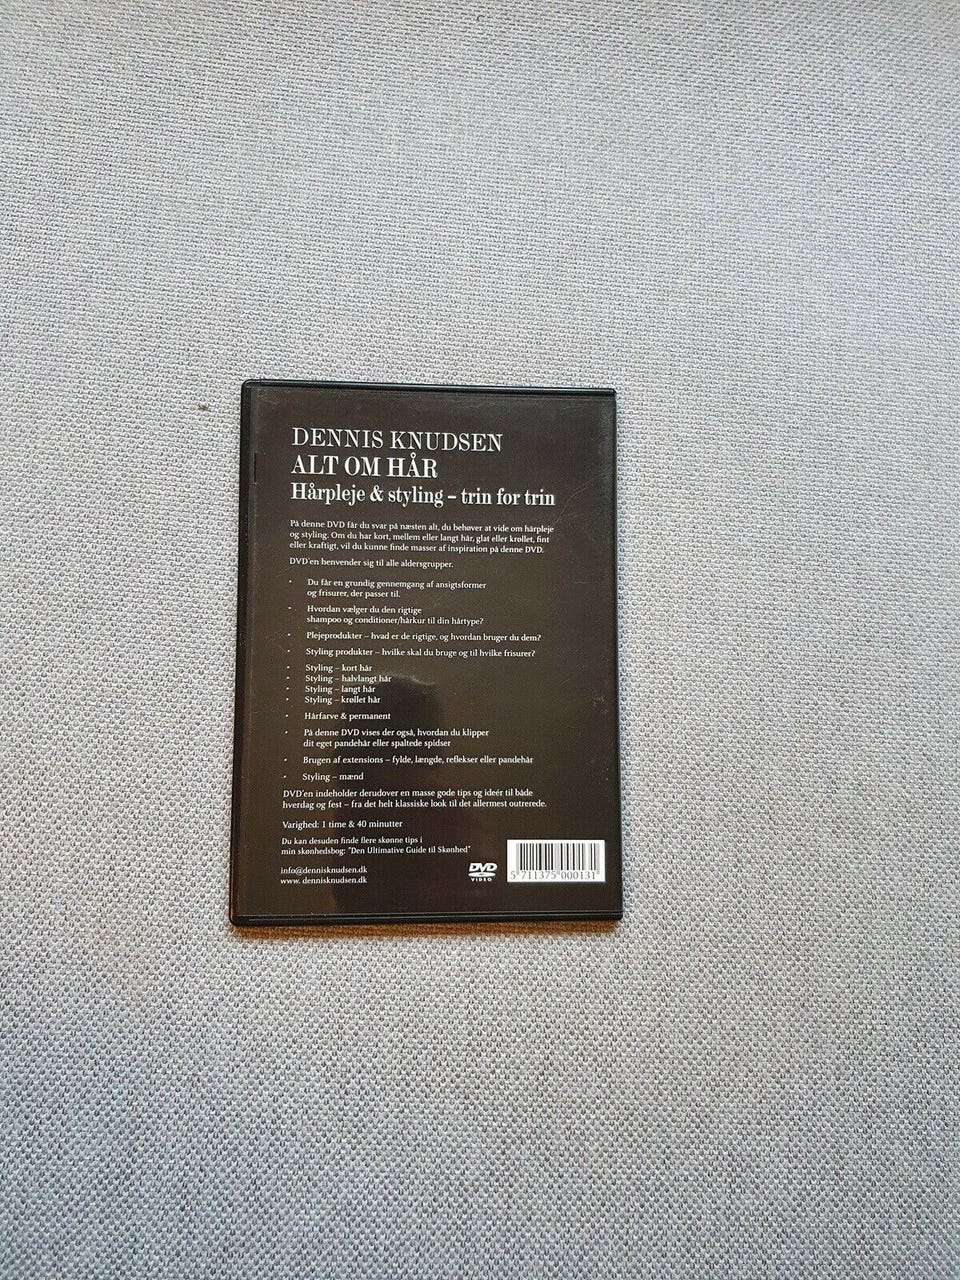 DENNIS KNUDSEN
ALT OM HÅR
Hårpleje & styling – trin for trin
På denne DVD får du svar på næsten alt, du behøver at vide om hårpleje
og styling. Om du har kort, mellem eller langt hår, glat eller krøllet, fint
eller kraftigt, vil du kunne finde masser af inspiration på denne DVD.
DVD'en henvender sig til alle aldersgrupper.
· Du får en grundig gennemgang af ansigtsformer
og frisurer, der passer til.
· Hvordan vælger du den rigtige
shampoo og conditioner/hårkur til din hårtype?
· Plejeprodukter – hvad er de rigtige, og hvordan bruger du dem?
· Styling produkter – hvilke skal du bruge og til hvilke frisurer?
· Styling – kort hår
· Styling – halvlangt hår
· Styling – langt hår
· Styling – krøllet hår
· Hårfarve & permanent
· På denne DVD vises der også, hvordan du klipper
dit eget pandehår eller spaltede spidser
· Brugen af extensions – fylde, længde, reflekser eller pandehår
· Styling – mænd
DVD'en indeholder derudover en masse gode tips og ideér til både
hverdag og fest – fra det helt klassiske look til det allermest outrerede.
Varighed: 1 time & 40 minutter
Du kan desuden finde flere skønne tips i
min skønhedsbog: "Den Ultimative Guide til Skønhed"
info@dennisknudsen.dk
www. dennisknudsen.dk
DVD
VIDEO
5 711375 000131